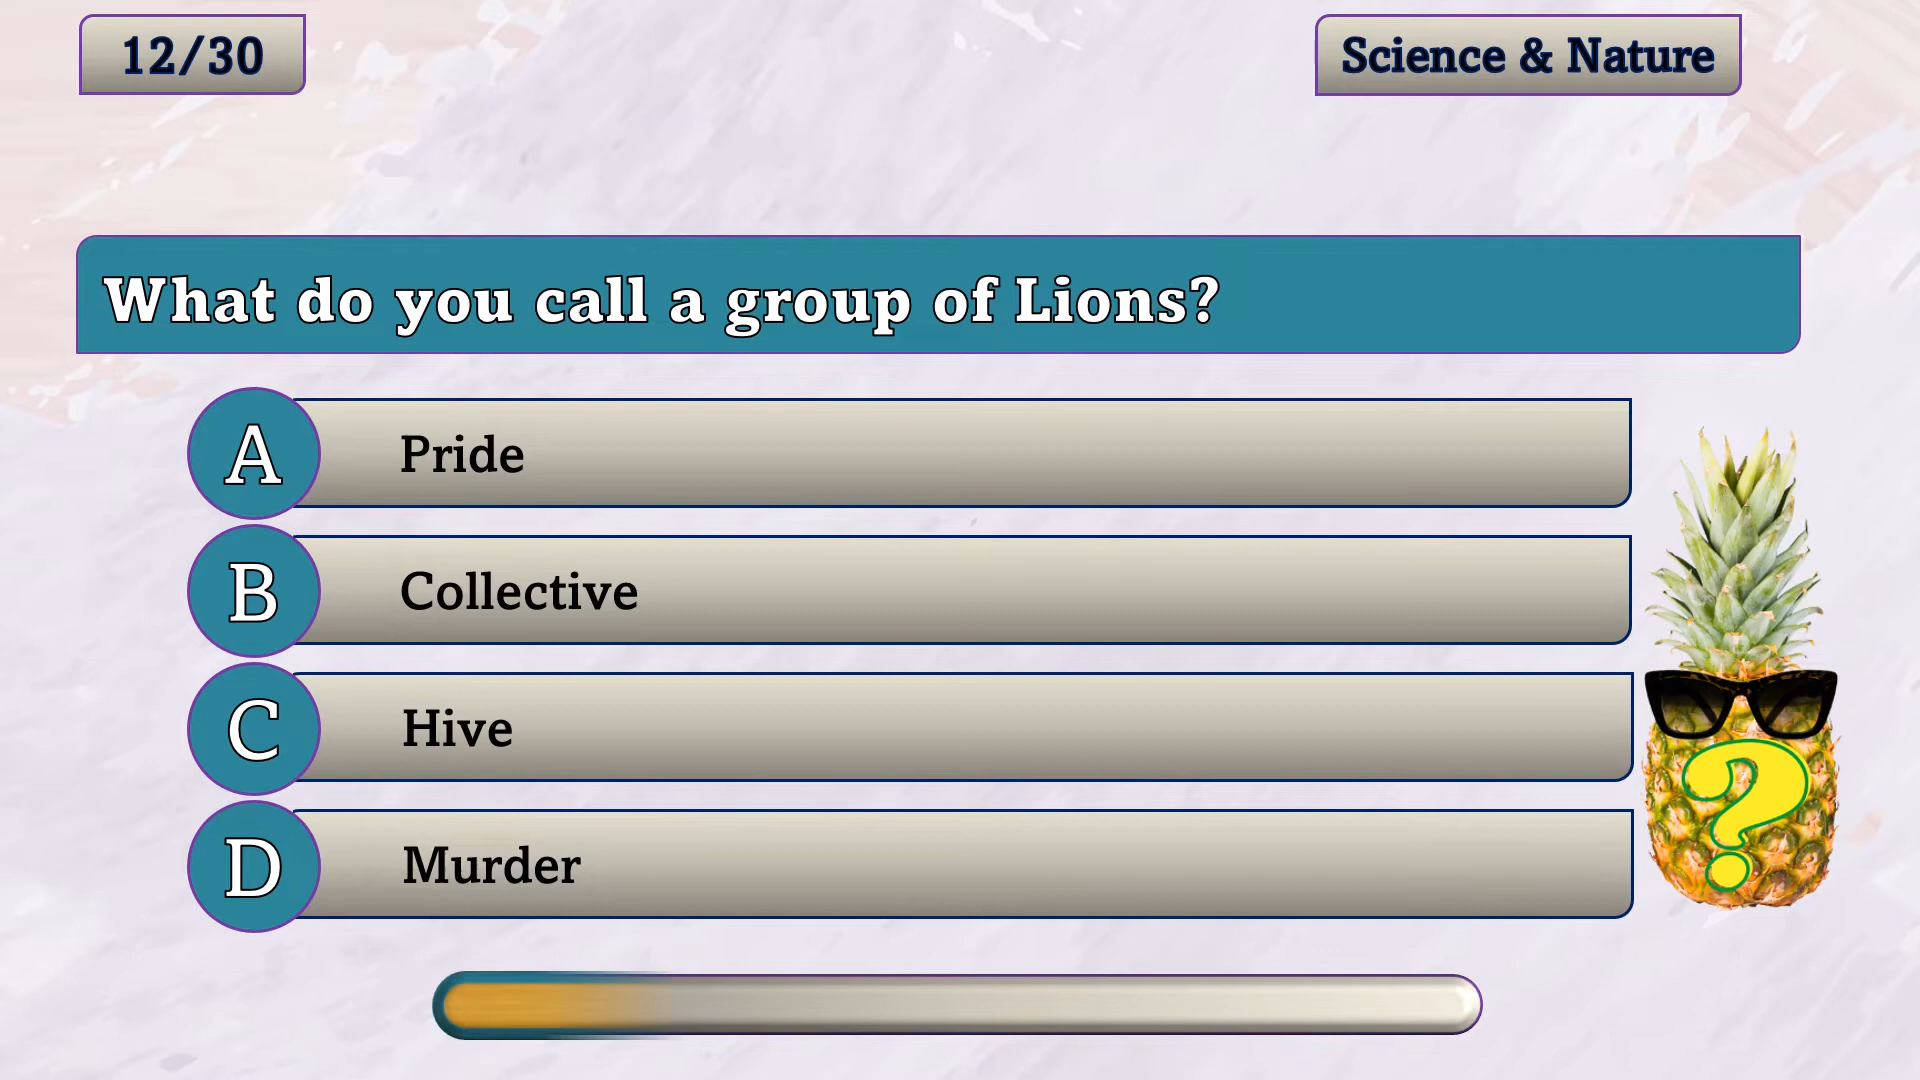 12/30
Science & Nature
What do you call a group of Lions?
A Pride
B Collective
C Hive
D Murder
?